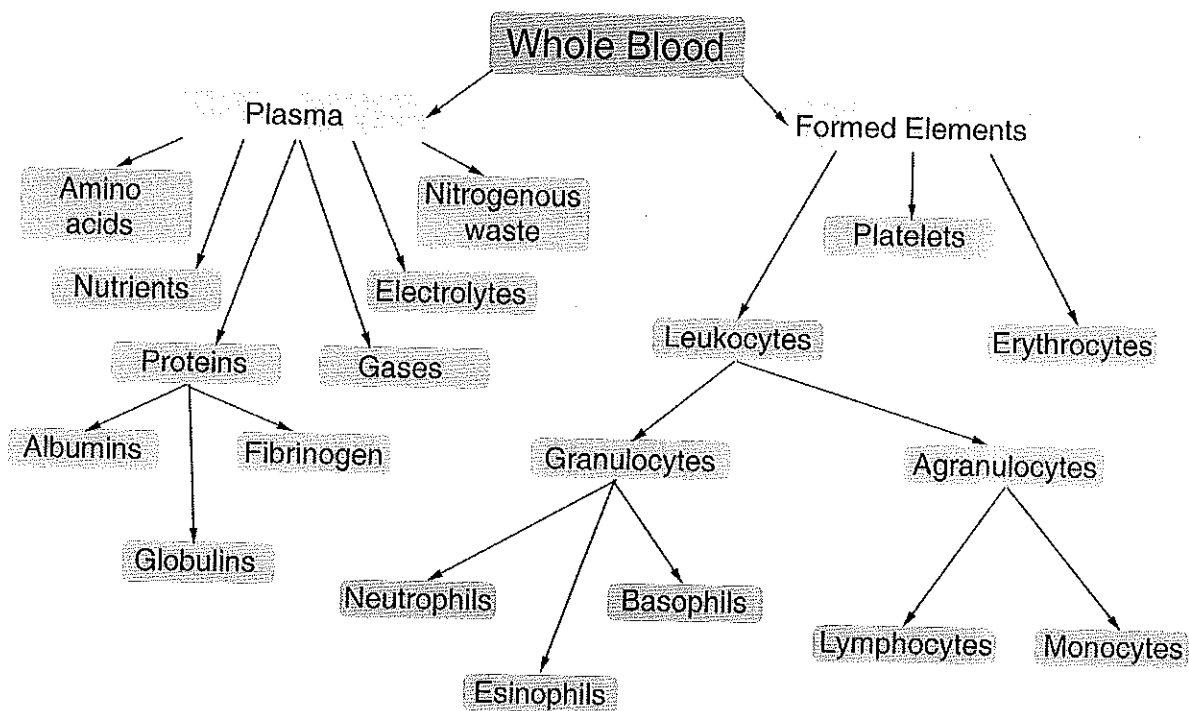 Whole Blood
Plasma
Formed Elements
Amino
acids
Nitrogenous
waste
Platelets
Nutrients
Electrolytes
Leukocytes
Erythrocytes
Proteins
Gases
Albumins
Fibrinogen
Granulocytes
Agranulocytes
Globulins
Neutrophils
Basophils
Lymphocytes
Monocytes
Esinophils